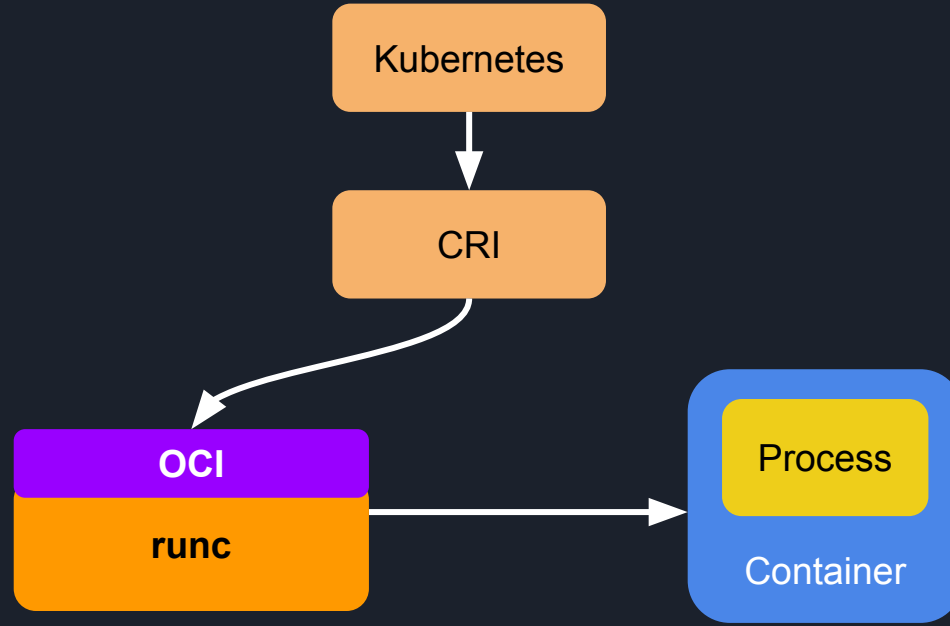 Kubernetes
CRI
OCI
runc
Process
Container